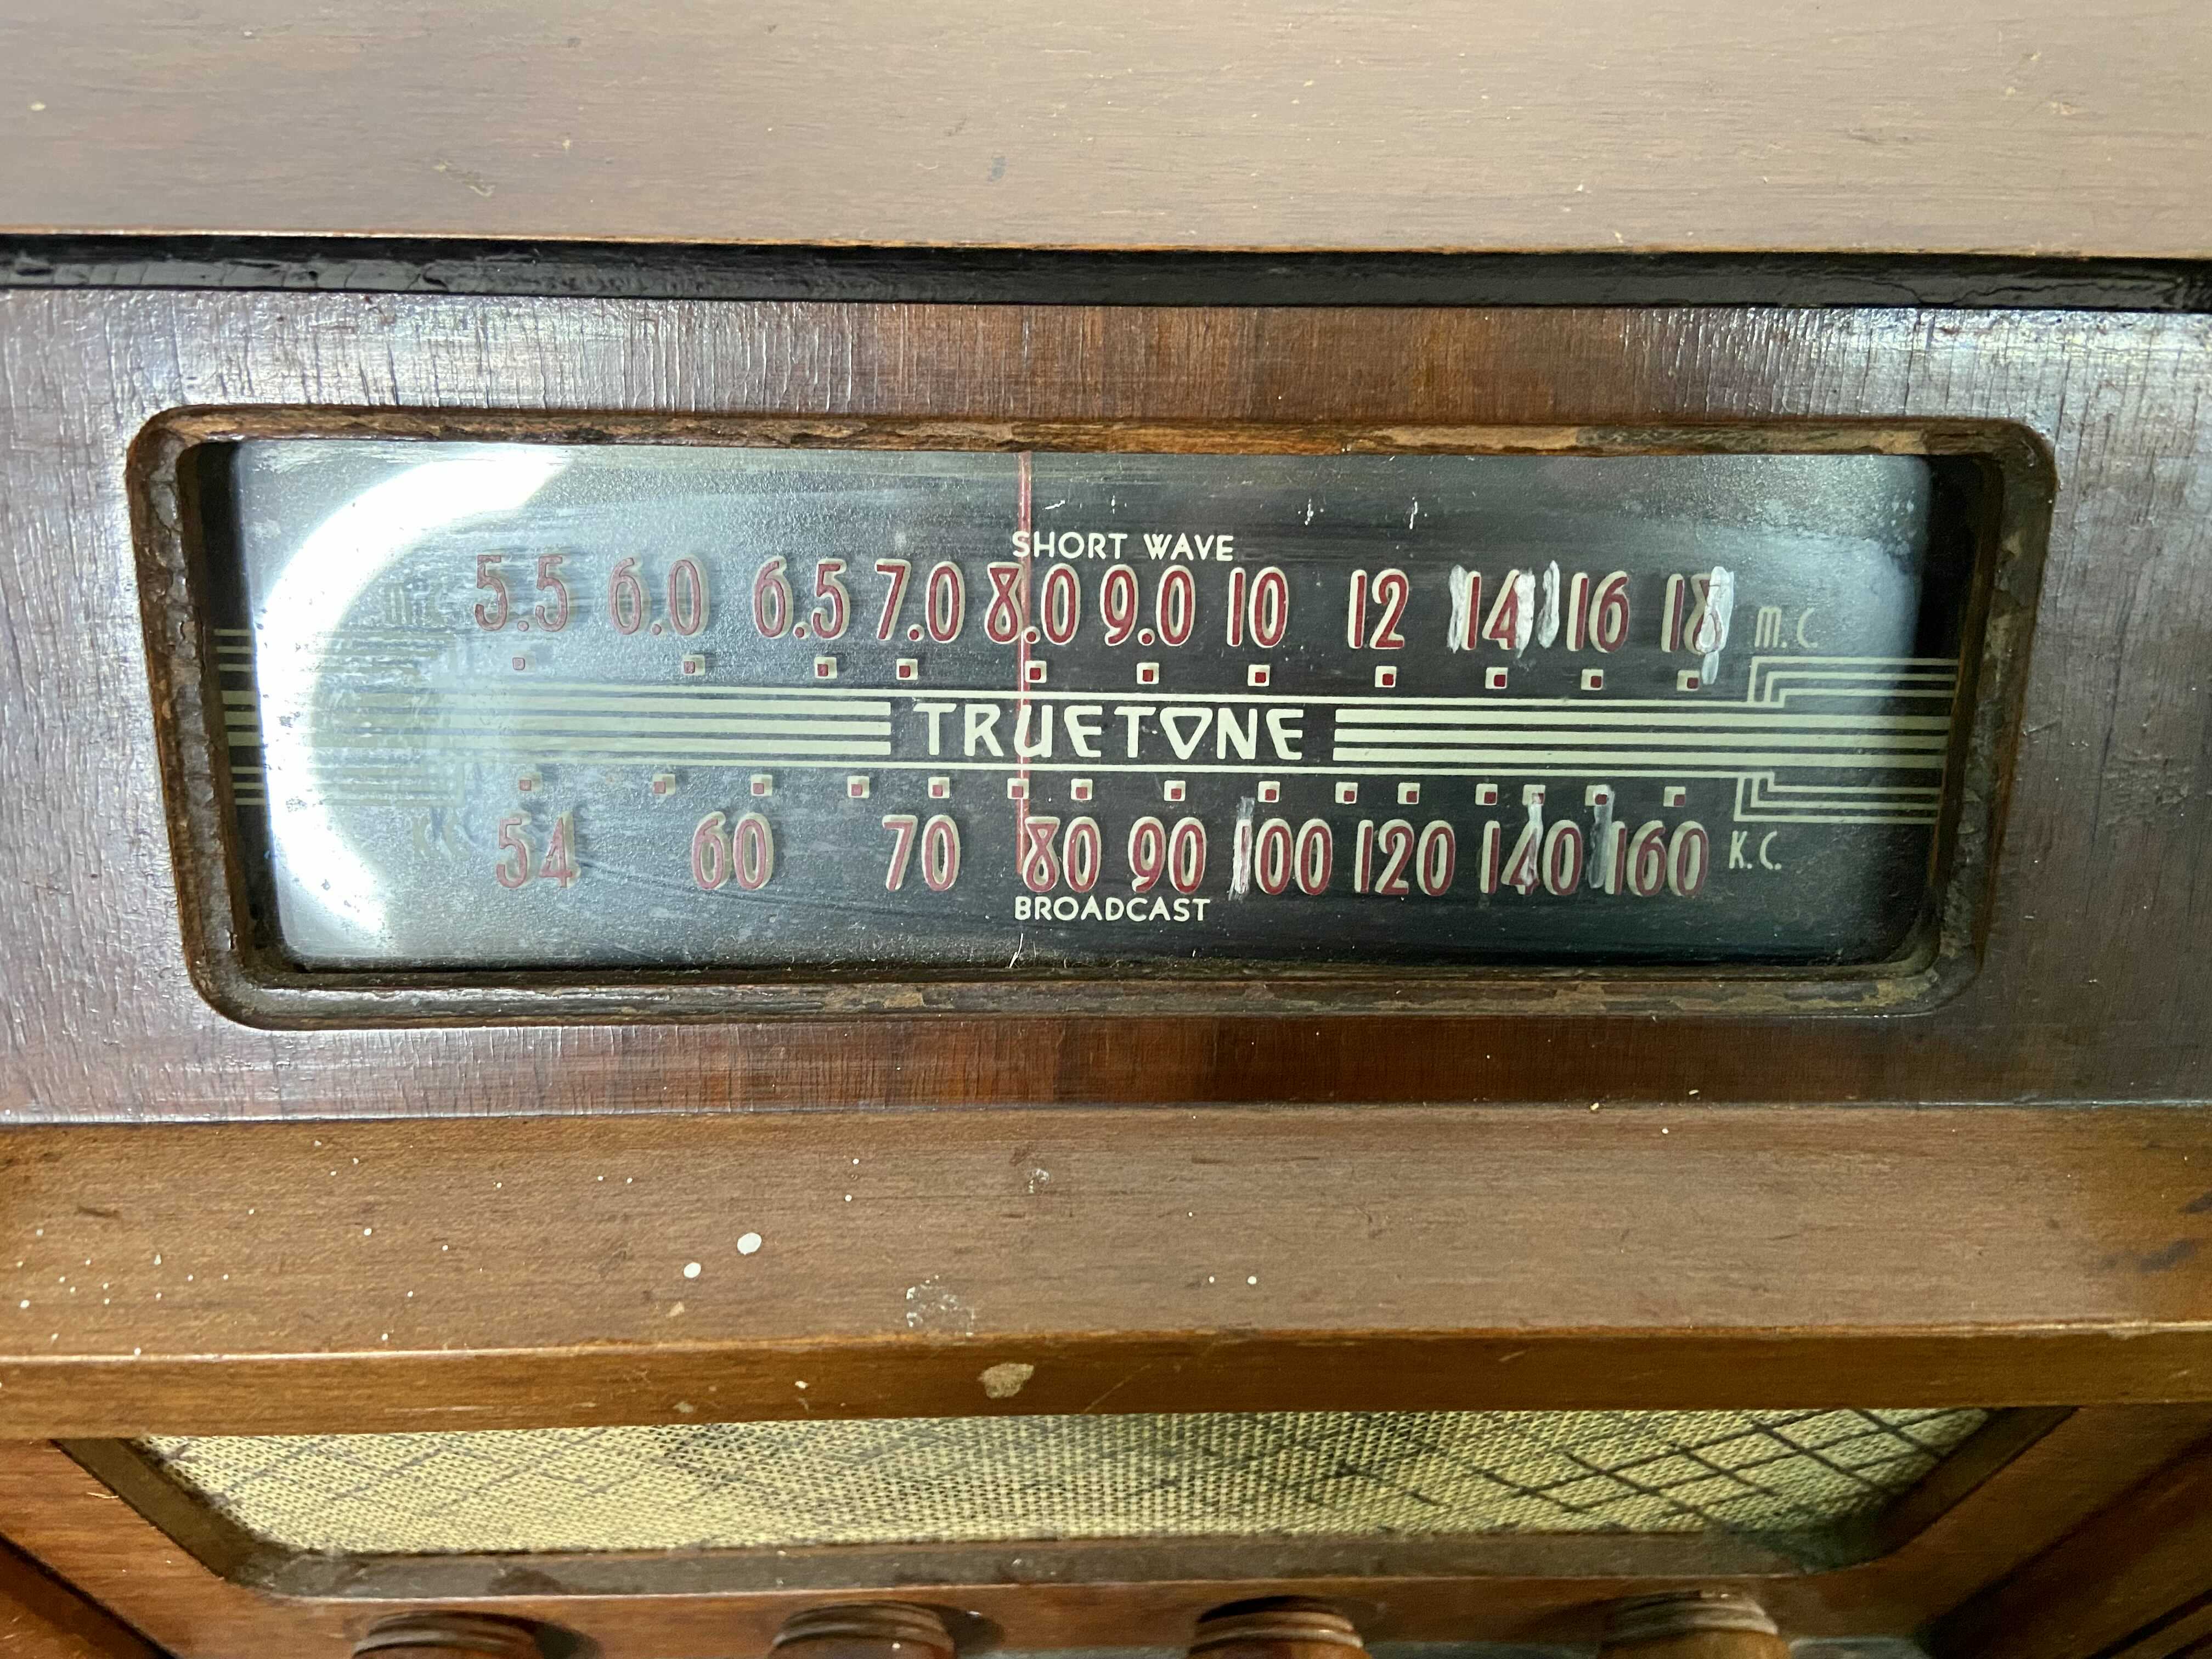 SHORT WAVE
M.C. 5.5 6.0 6.5 7.0 8.0 9.0 10 12 14 16 18 M.C.
TRUETONE
K.C. 54 60 70 80 90 100 120 140 160 K.C.
BROADCAST